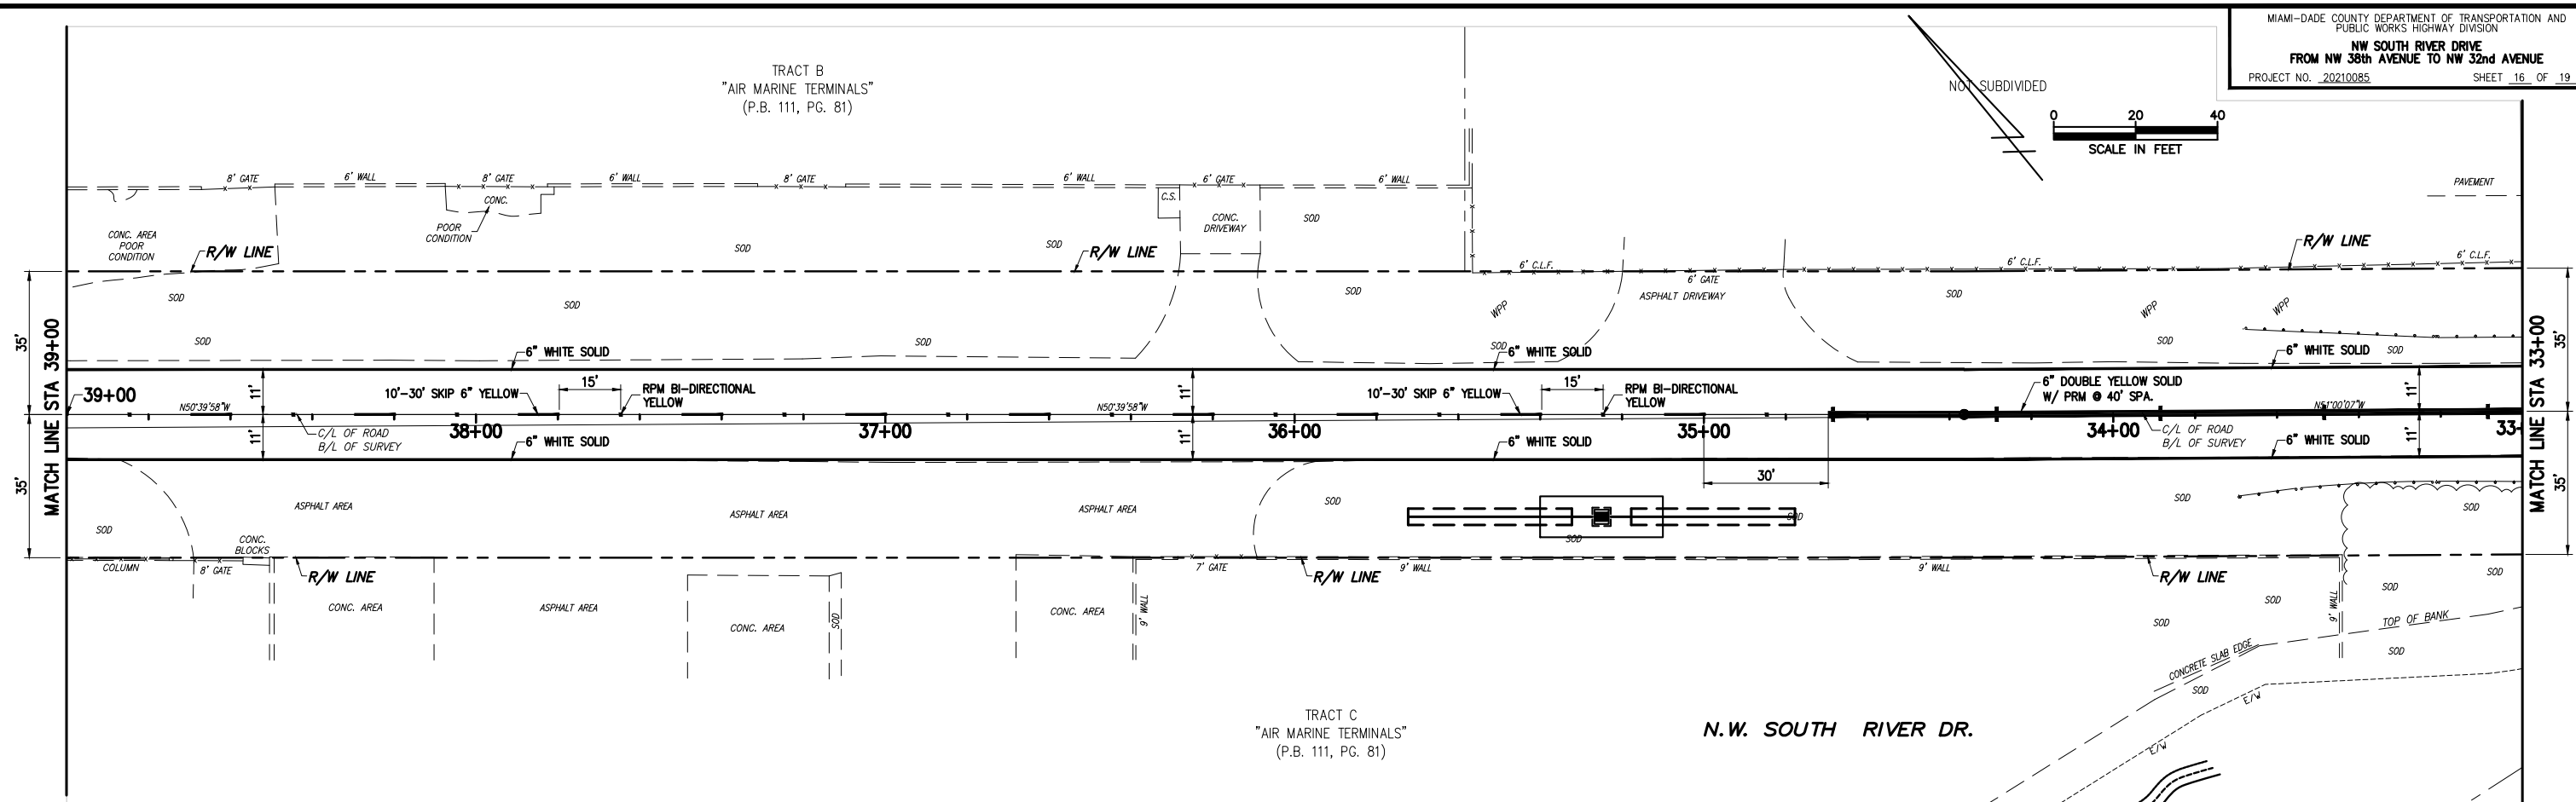 MIAMI-DADE COUNTY DEPARTMENT OF TRANSPORTATION AND
PUBLIC WORKS HIGHWAY DIVISION
NW SOUTH RIVER DRIVE
FROM NW 38th AVENUE TO NW 32nd AVENUE
PROJECT NO. 20210085 SHEET 16 OF 19
TRACT B
"AIR MARINE TERMINALS"
(P.B. 111, PG. 81)
NOT SUBDIVIDED
0 20 40
SCALE IN FEET
8' GATE
6' WALL
8' GATE
6' WALL
8' GATE
6' WALL
6' GATE
6' WALL
PAVEMENT
CONC.
C.S.
CONC.
DRIVEWAY
SOD
POOR
CONDITION
CONC. AREA
POOR
CONDITION
R/W LINE
SOD
SOD
R/W LINE
R/W LINE
6' C.L.F.
6' C.L.F.
6' C.L.F.
6' GATE
ASPHALT DRIVEWAY
SOD
SOD
SOD
SOD
WPP
WPP
WPP
SOD
SOD
SOD
SOD
SOD
35'
35'
MATCH LINE STA 39+00
MATCH LINE STA 33+00
35'
35'
6" WHITE SOLID
6" WHITE SOLID
6" WHITE SOLID
39+00
N50°39'58"W
11'
11'
10'-30' SKIP 6" YELLOW
15'
RPM BI-DIRECTIONAL
YELLOW
N50°39'58"W
11'
11'
10'-30' SKIP 6" YELLOW
15'
RPM BI-DIRECTIONAL
YELLOW
6" DOUBLE YELLOW SOLID
W/ PRM @ 40' SPA.
N51°00'07"W
11'
11'
C/L OF ROAD
B/L OF SURVEY
38+00
37+00
36+00
35+00
34+00
C/L OF ROAD
B/L OF SURVEY
33+
6" WHITE SOLID
6" WHITE SOLID
6" WHITE SOLID
30'
SOD
ASPHALT AREA
ASPHALT AREA
ASPHALT AREA
SOD
SOD
SOD
SOD
SOD
CONC.
BLOCKS
COLUMN
8' GATE
R/W LINE
7' GATE
R/W LINE
9' WALL
9' WALL
R/W LINE
SOD
SOD
SOD
CONC. AREA
ASPHALT AREA
CONC. AREA
SOD
CONC. AREA
9' WALL
SOD
9' WALL
TOP OF BANK
SOD
CONCRETE SLAB EDGE
SOD
E/W
E/W
TRACT C
"AIR MARINE TERMINALS"
(P.B. 111, PG. 81)
N.W. SOUTH RIVER DR.